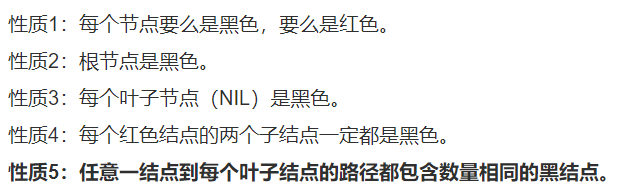 性质1：每个节点要么是黑色，要么是红色。
性质2：根节点是黑色。
性质3：每个叶子节点（NIL）是黑色。
性质4：每个红色结点的两个子结点一定都是黑色。
性质5：任意一结点到每个叶子结点的路径都包含数量相同的黑结点。